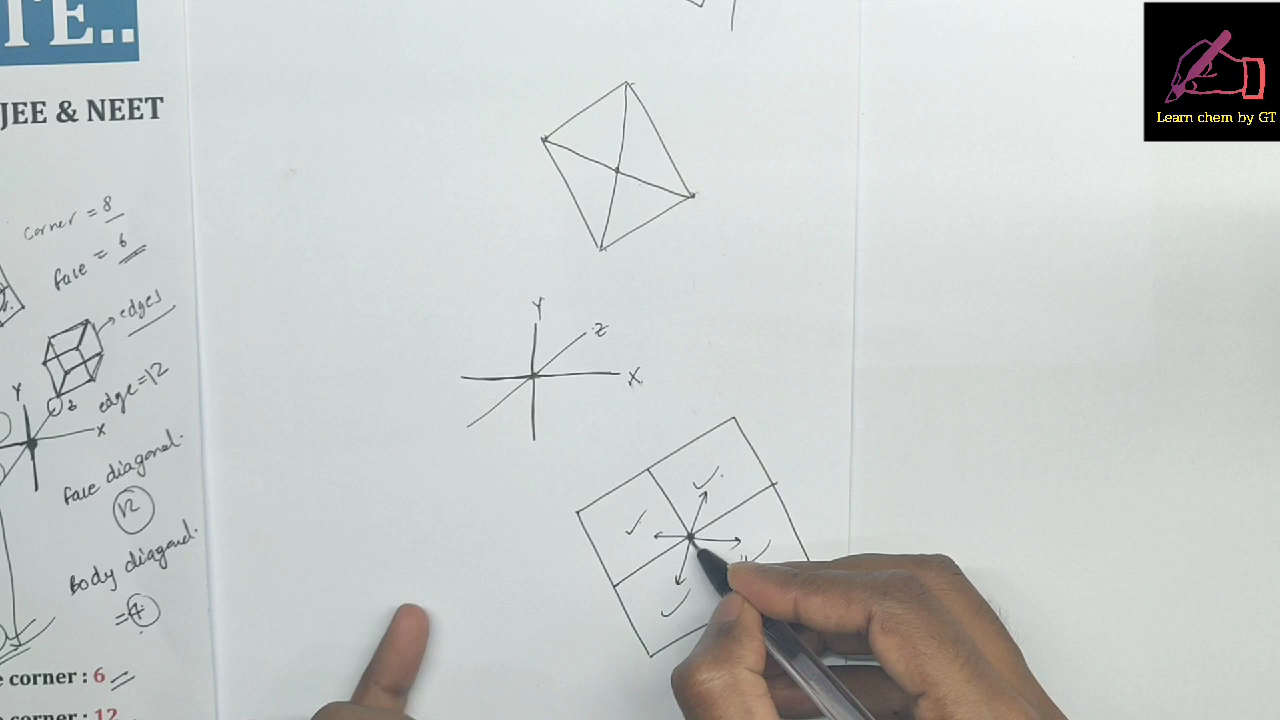 TE..
JEE & NEET
corner = 8
face = 6
edges
edge=12
Y
X
face diagonal.
12
Body diagonal.
=4
corner : 6
corner : 12
Y
Z
X
Learn chem by GT